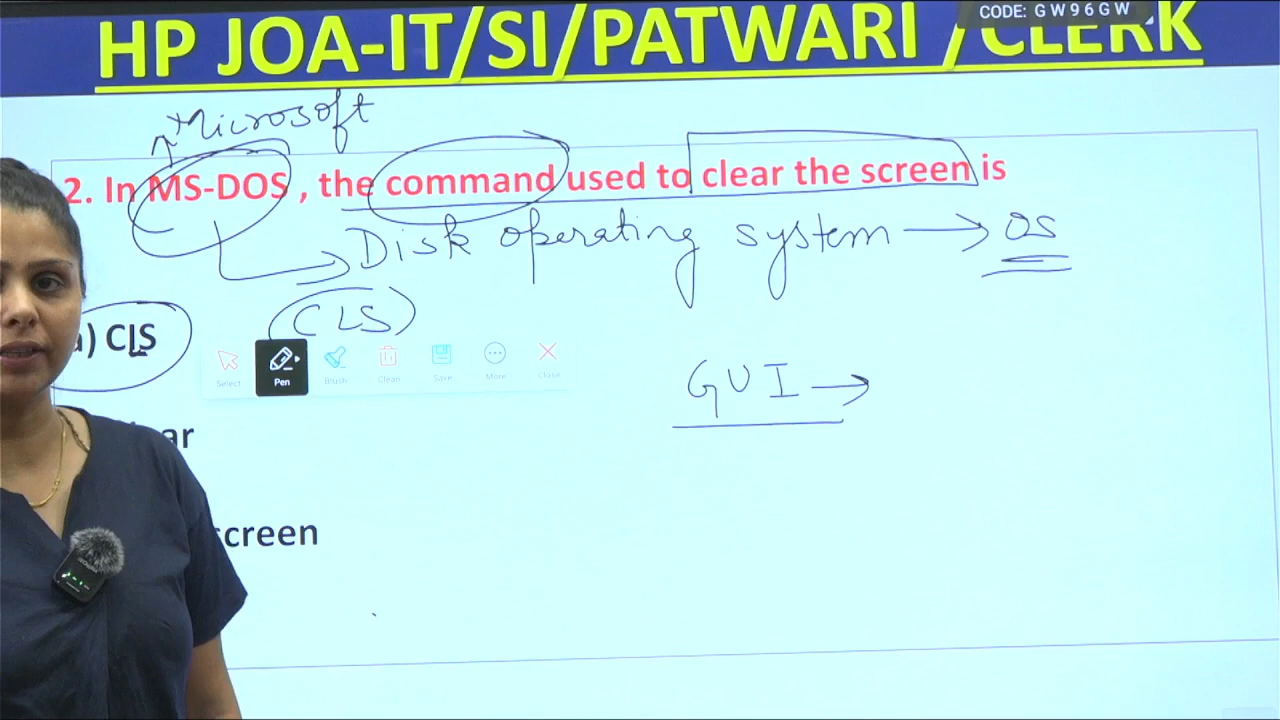 CODE: GW96GW
HP JOA-IT/SI/PATWARI /CLERK
Microsoft
2. In MS-DOS , the command used to clear the screen is
Disk operating system → OS
(CLS)
a) CLS
Select Pen Brush Clean Save More Close
GUI →
ar
screen